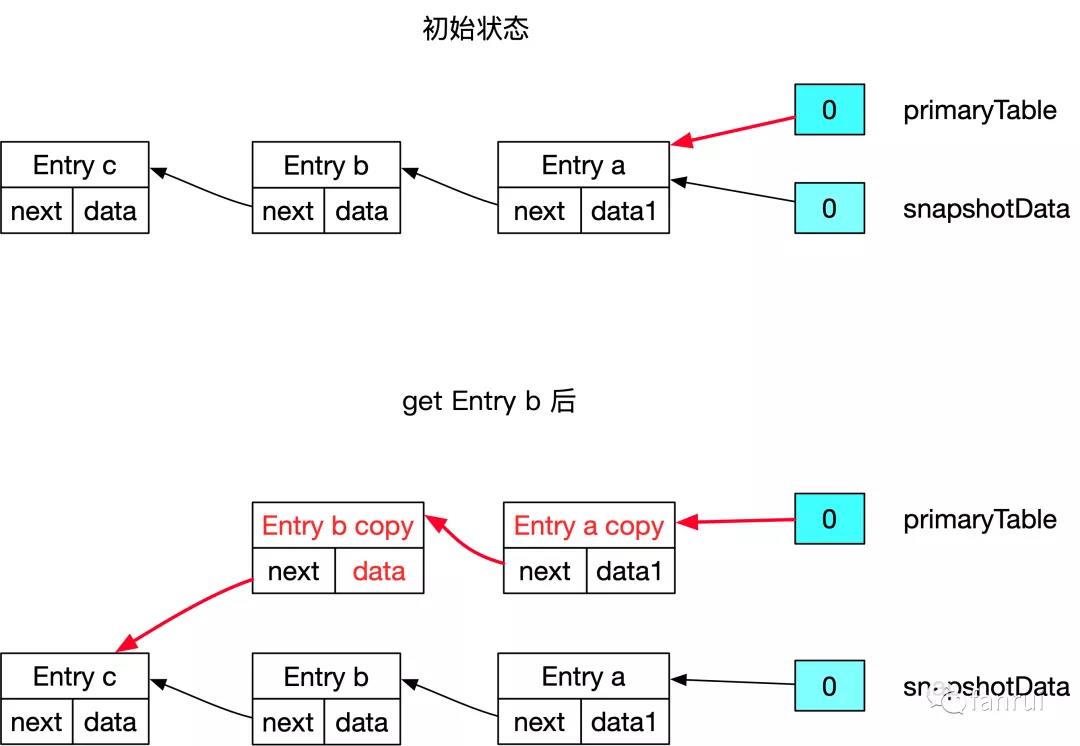 初始状态
0 primaryTable
Entry c Entry b Entry a
next data next data next data1
0 snapshotData
get Entry b 后
0 primaryTable
Entry b copy Entry a copy
next data next data1
Entry c Entry b Entry a
0 snapshotData
next data next data next data1
fanrui